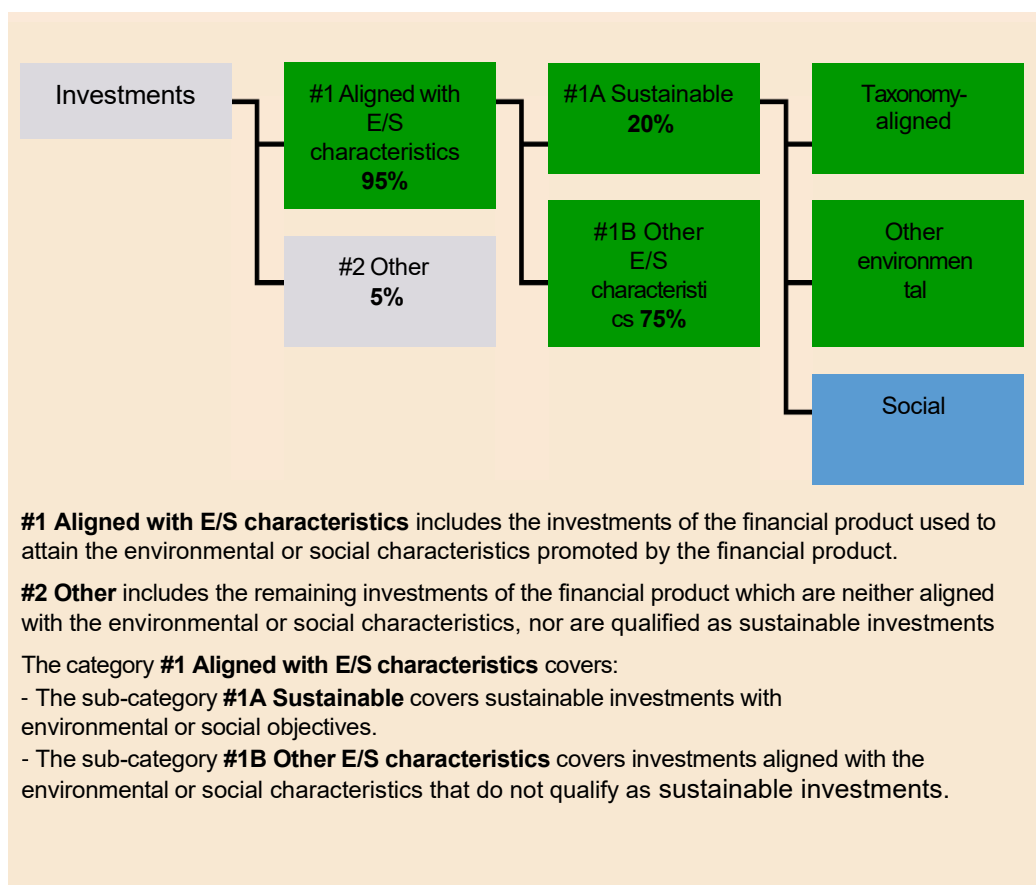 Investments
#1 Aligned with
E/S
characteristics
95%
#2 Other
5%
#1A Sustainable
20%
#1B Other
E/S
characteristi
cs 75%
Taxonomy-
aligned
Other
environmen
tal
Social
#1 Aligned with E/S characteristics includes the investments of the financial product used to
attain the environmental or social characteristics promoted by the financial product.
#2 Other includes the remaining investments of the financial product which are neither aligned
with the environmental or social characteristics, nor are qualified as sustainable investments
The category #1 Aligned with E/S characteristics covers:
- The sub-category #1A Sustainable covers sustainable investments with
environmental or social objectives.
- The sub-category #1B Other E/S characteristics covers investments aligned with the
environmental or social characteristics that do not qualify as sustainable investments.